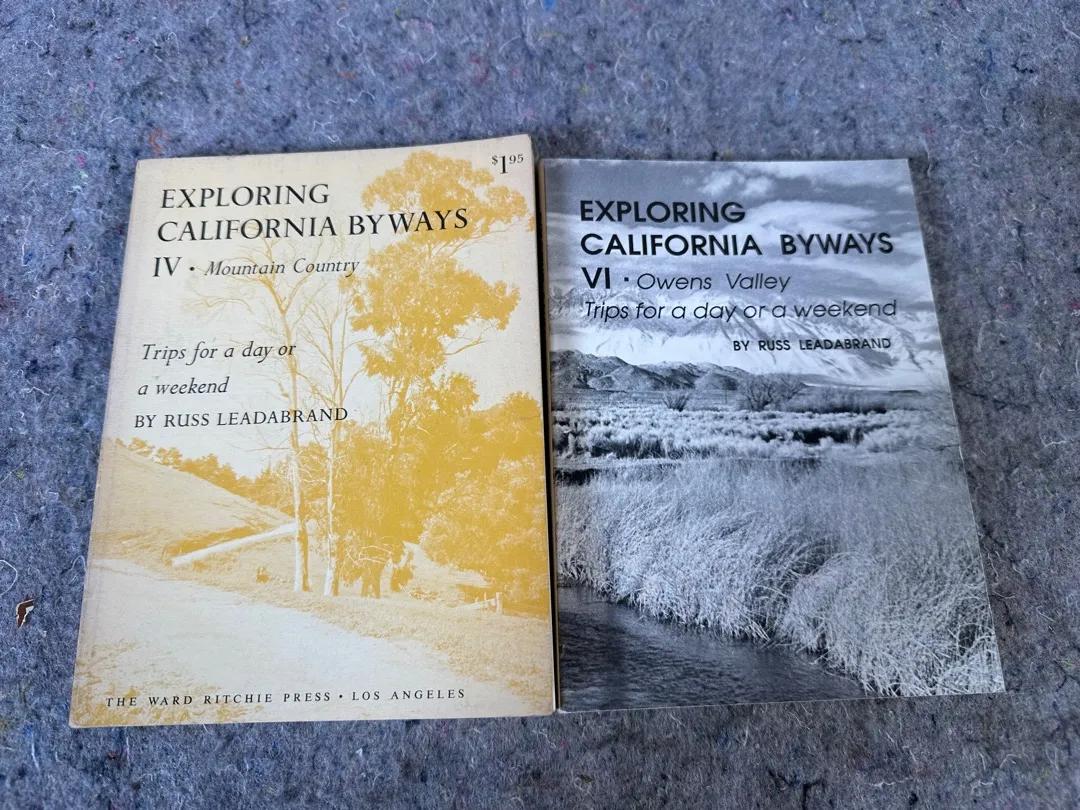 $1.95
EXPLORING
CALIFORNIA BYWAYS
IV • Mountain Country
Trips for a day or
a weekend
BY RUSS LEADABRAND
THE WARD RITCHIE PRESS • LOS ANGELES
EXPLORING
CALIFORNIA BYWAYS
VI • Owens Valley
Trips for a day or a weekend
BY RUSS LEADABRAND